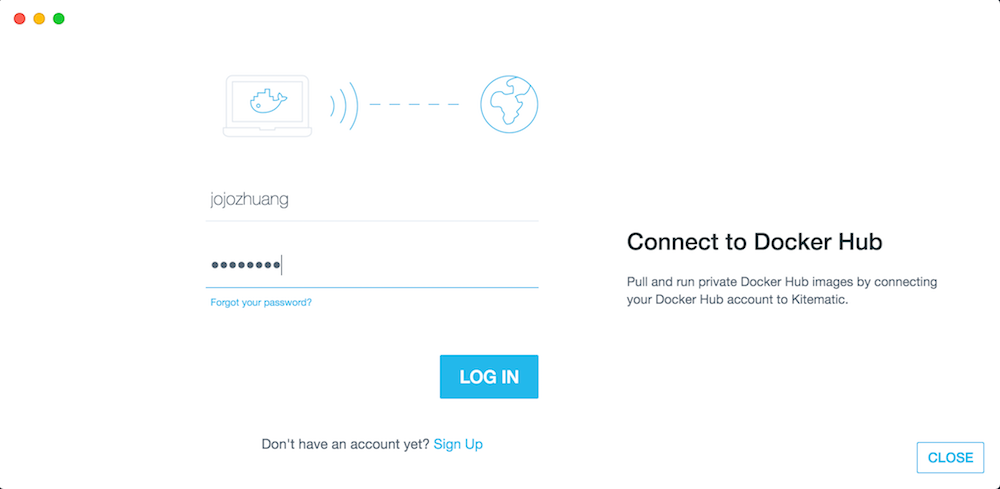 jojozhuang
••••••••
Forgot your password?
LOG IN
Don't have an account yet? Sign Up
Connect to Docker Hub
Pull and run private Docker Hub images by connecting
your Docker Hub account to Kitematic.
CLOSE